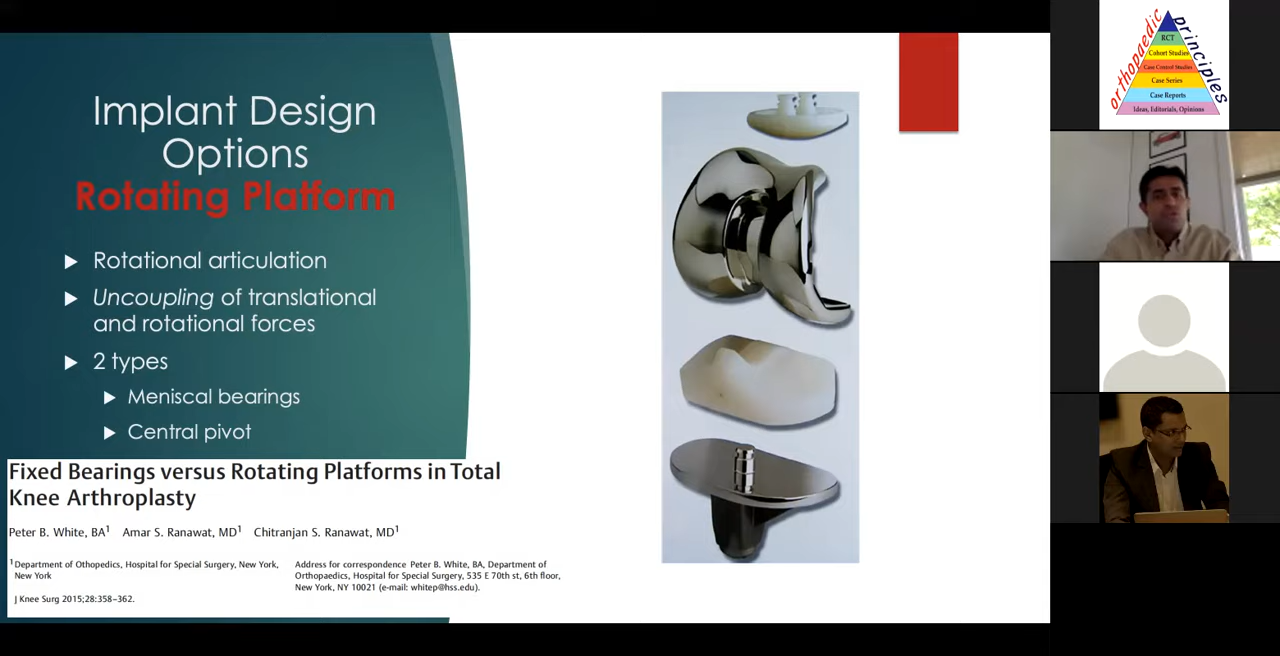 Implant Design
Options
Rotating Platform
Rotational articulation
Uncoupling of translational
and rotational forces
2 types
Meniscal bearings
Central pivot
Fixed Bearings versus Rotating Platforms in Total
Knee Arthroplasty
Peter B. White, BA1 Amar S. Ranawat, MD1 Chitranjan S. Ranawat, MD1
1 Department of Othopedics, Hospital for Special Surgery, New York,
New York
J Knee Surg 2015;28:358–362.
Address for correspondence Peter B. White, BA, Department of
Orthopaedics, Hospital for Special Surgery, 535 E 70th st, 6th floor,
New York, NY 10021 (e-mail: whitep@hss.edu).
orthopaedic
principles
RCT
Cohort Studies
Case Control Studies
Case Series
Case Reports
Ideas, Editorials, Opinions